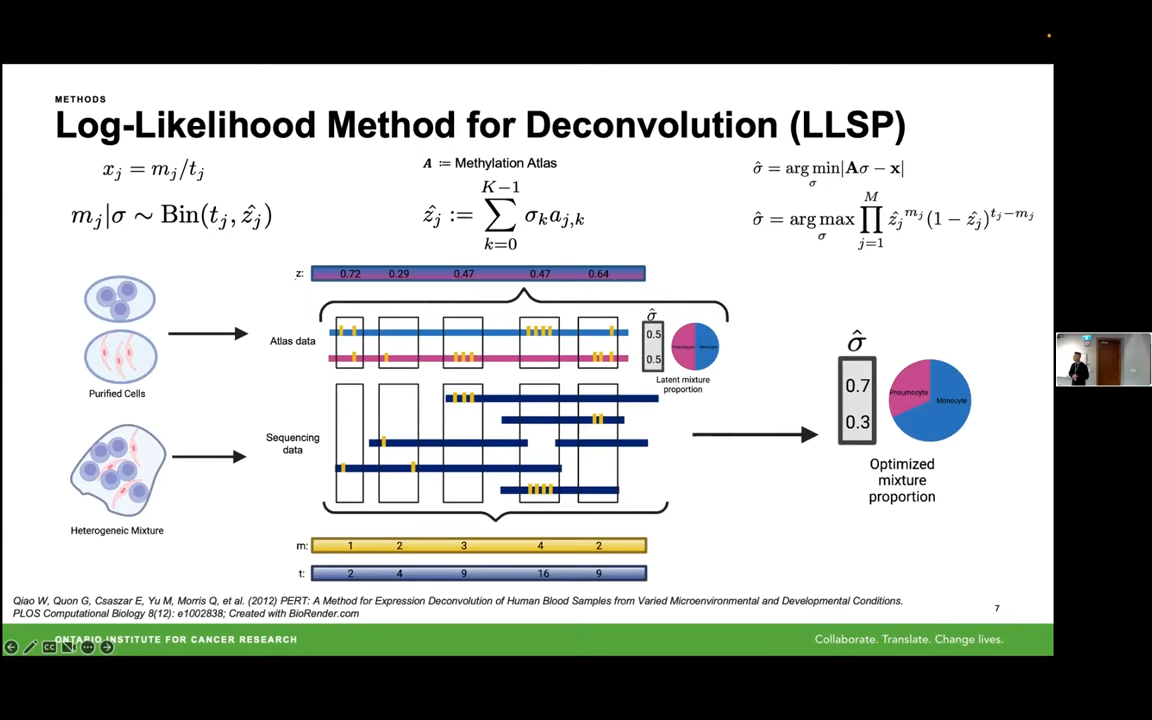 METHODS
Log-Likelihood Method for Deconvolution (LLSP)
x_j = m_j/t_j
m_j|σ ∼ Bin(t_j, ẑ_j)
A ≔ Methylation Atlas
ẑ_j := ∑_{k=0}^{K−1} σ_k a_{j,k}
σ̂ = arg min_σ |Aσ − x|
σ̂ = arg max_σ ∏_{j=1}^{M} ẑ_j^{m_j} (1 − ẑ_j)^{t_j−m_j}
z: 0.72 0.29 0.47 0.47 0.64
Purified Cells
Heterogeneic Mixture
Atlas data
σ̂
0.5
0.5
Pneumocyte Monocyte
Latent mixture
proportion
Sequencing
data
m: 1 2 3 4 2
t: 2 4 9 16 9
σ̂
0.7
0.3
Pneumocyte
Monocyte
Optimized
mixture
proportion
Qiao W, Quon G, Csaszar E, Yu M, Morris Q, et al. (2012) PERT: A Method for Expression Deconvolution of Human Blood Samples from Varied Microenvironmental and Developmental Conditions.
PLOS Computational Biology 8(12): e1002838; Created with BioRender.com
7
ONTARIO INSTITUTE FOR CANCER RESEARCH
Collaborate. Translate. Change lives.
CC